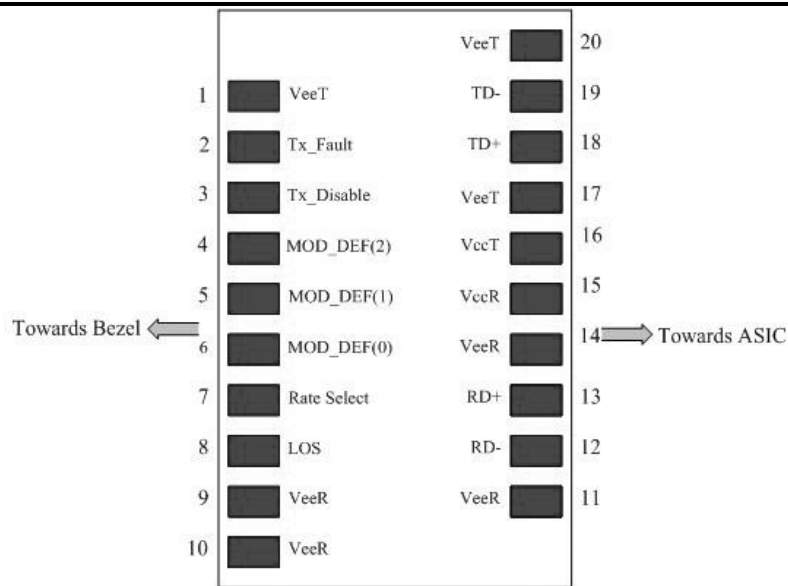 VeeT 20
1 VeeT TD- 19
2 Tx_Fault TD+ 18
3 Tx_Disable VeeT 17
4 MOD_DEF(2) VccT 16
5 MOD_DEF(1) VccR 15
Towards Bezel 6 MOD_DEF(0) VeeR 14 Towards ASIC
7 Rate Select RD+ 13
8 LOS RD- 12
9 VeeR VeeR 11
10 VeeR